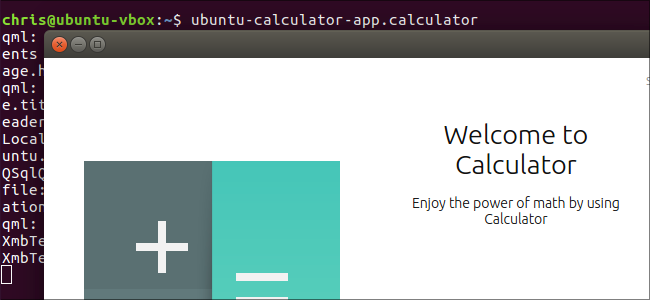 chris@ubuntu-vbox:~$ ubuntu-calculator-app.calculator
qml:
ents
age.h
qml:
e.tit
eader
Local
untu.
QSqlQ
file:
ation
qml:
XmbTe
XmbTe
Welcome to
Calculator
Enjoy the power of math by using
Calculator